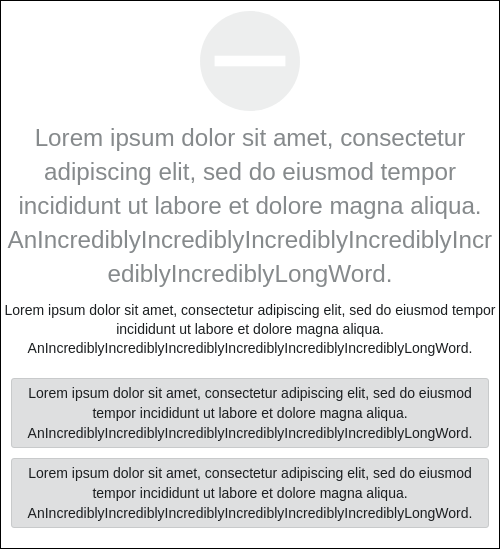 Lorem ipsum dolor sit amet, consectetur
adipiscing elit, sed do eiusmod tempor
incididunt ut labore et dolore magna aliqua.
AnIncrediblyIncrediblyIncrediblyIncrediblyIncr
ediblyIncrediblyLongWord.
Lorem ipsum dolor sit amet, consectetur adipiscing elit, sed do eiusmod tempor
incididunt ut labore et dolore magna aliqua.
AnIncrediblyIncrediblyIncrediblyIncrediblyIncrediblyIncrediblyLongWord.
Lorem ipsum dolor sit amet, consectetur adipiscing elit, sed do eiusmod
tempor incididunt ut labore et dolore magna aliqua.
AnIncrediblyIncrediblyIncrediblyIncrediblyIncrediblyIncrediblyLongWord.
Lorem ipsum dolor sit amet, consectetur adipiscing elit, sed do eiusmod
tempor incididunt ut labore et dolore magna aliqua.
AnIncrediblyIncrediblyIncrediblyIncrediblyIncrediblyIncrediblyLongWord.